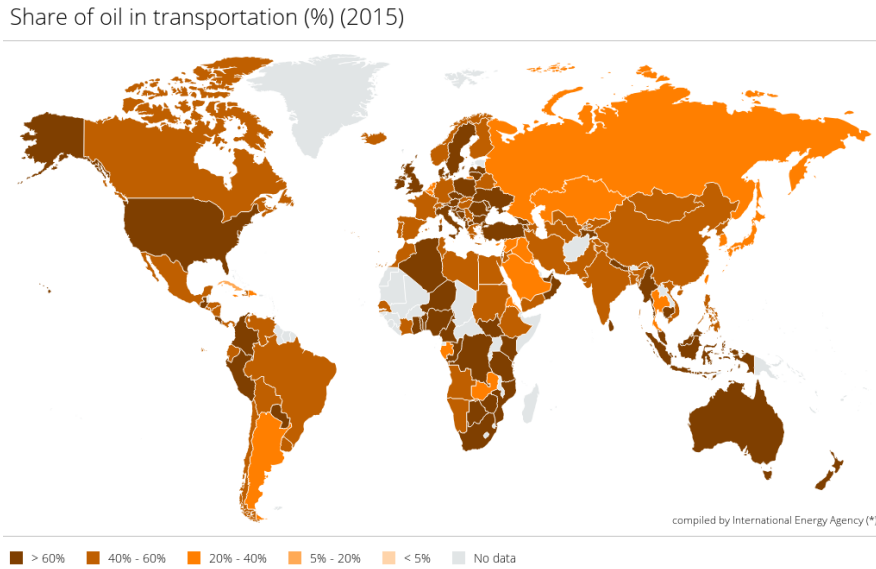 Share of oil in transportation (%) (2015)
compiled by International Energy Agency (*)
> 60% 40% - 60% 20% - 40% 5% - 20% < 5% No data